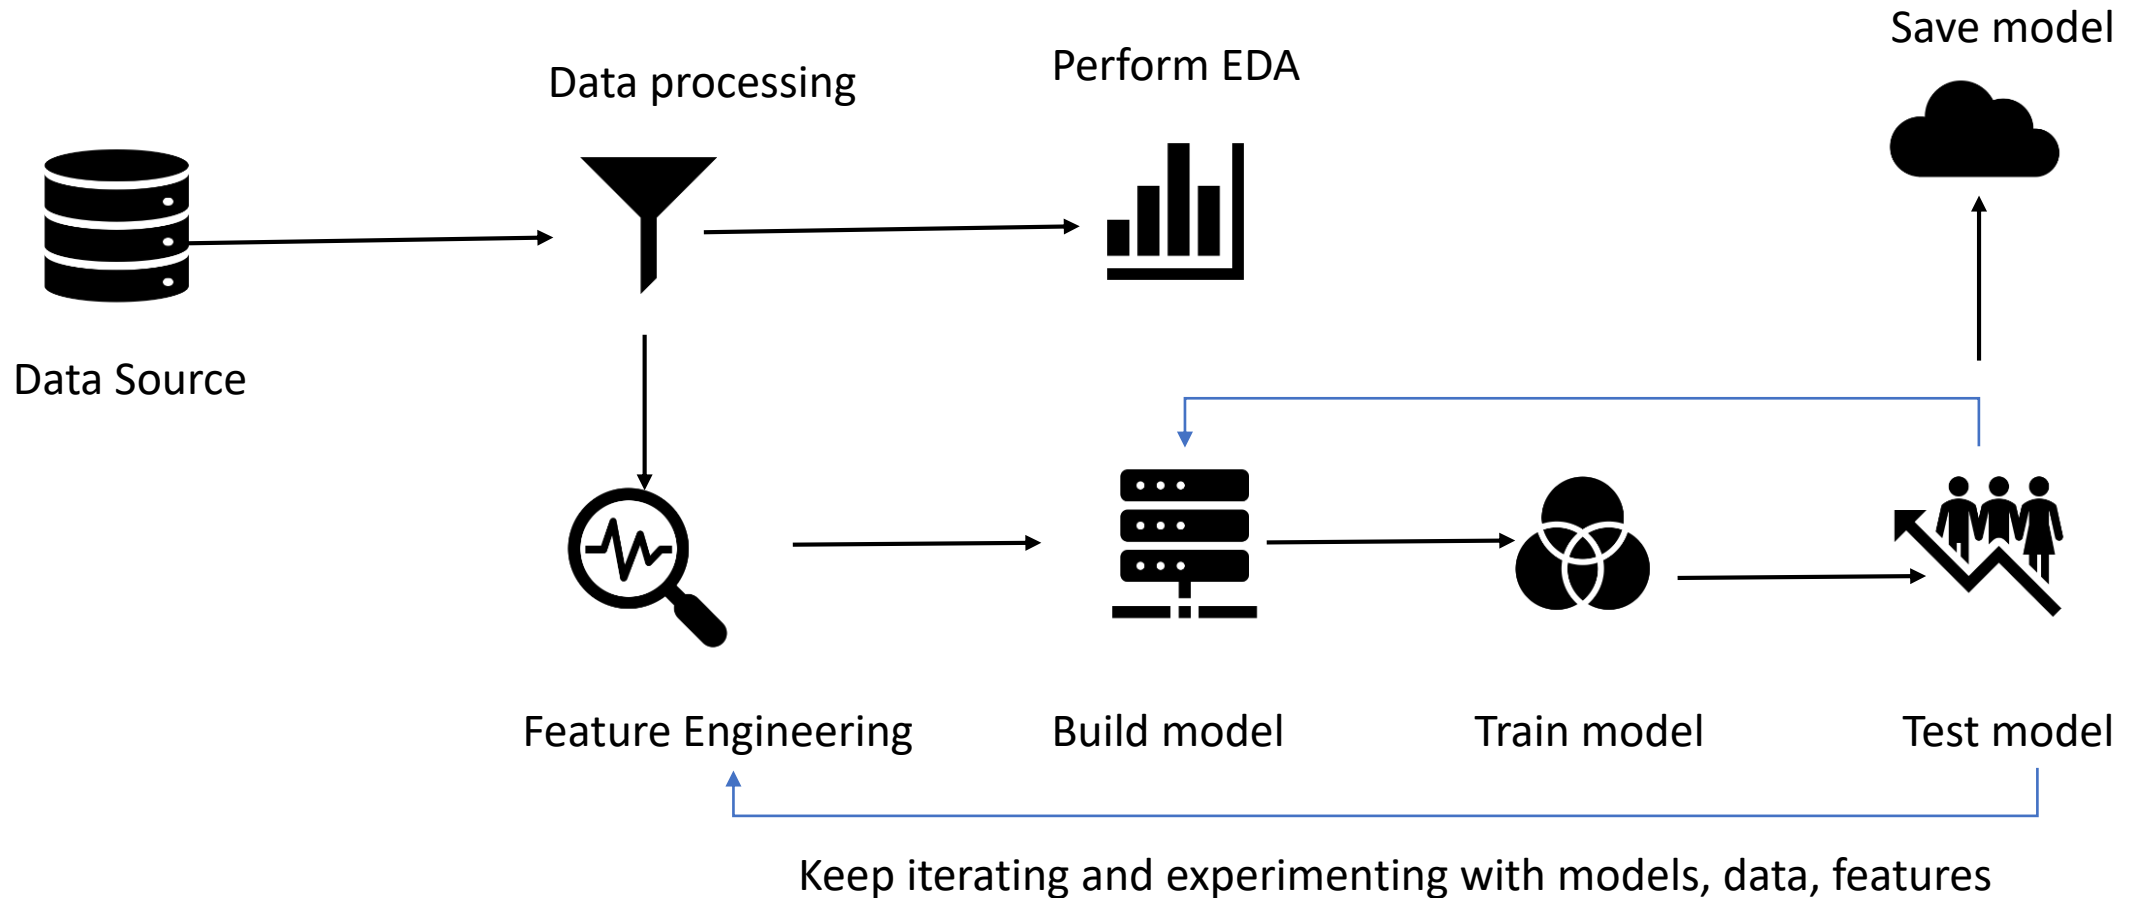 Save model
Perform EDA
Data processing
Data Source
Feature Engineering
Build model
Train model
Test model
Keep iterating and experimenting with models, data, features